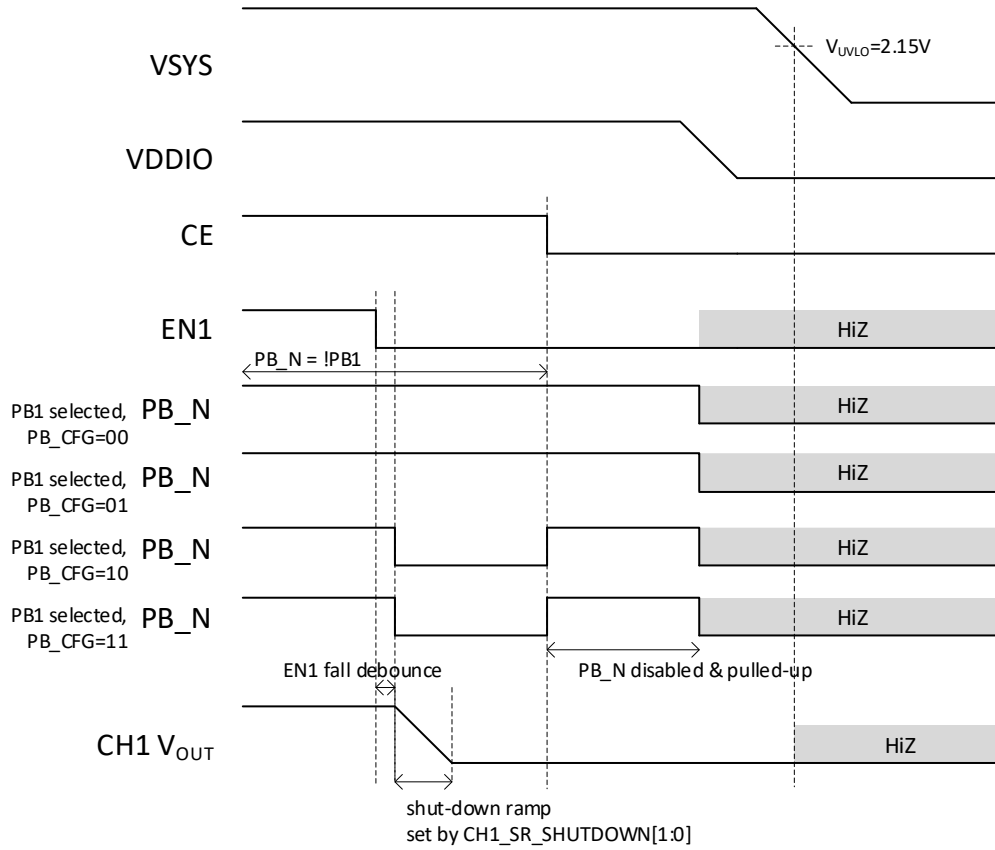 VSYS
V_UVLO=2.15V
VDDIO
CE
EN1
HiZ
PB_N = !PB1
PB1 selected,
PB_CFG=00
PB_N
HiZ
PB1 selected,
PB_CFG=01
PB_N
HiZ
PB1 selected,
PB_CFG=10
PB_N
HiZ
PB1 selected,
PB_CFG=11
PB_N
HiZ
EN1 fall debounce
PB_N disabled & pulled-up
CH1 V_OUT
HiZ
shut-down ramp
set by CH1_SR_SHUTDOWN[1:0]